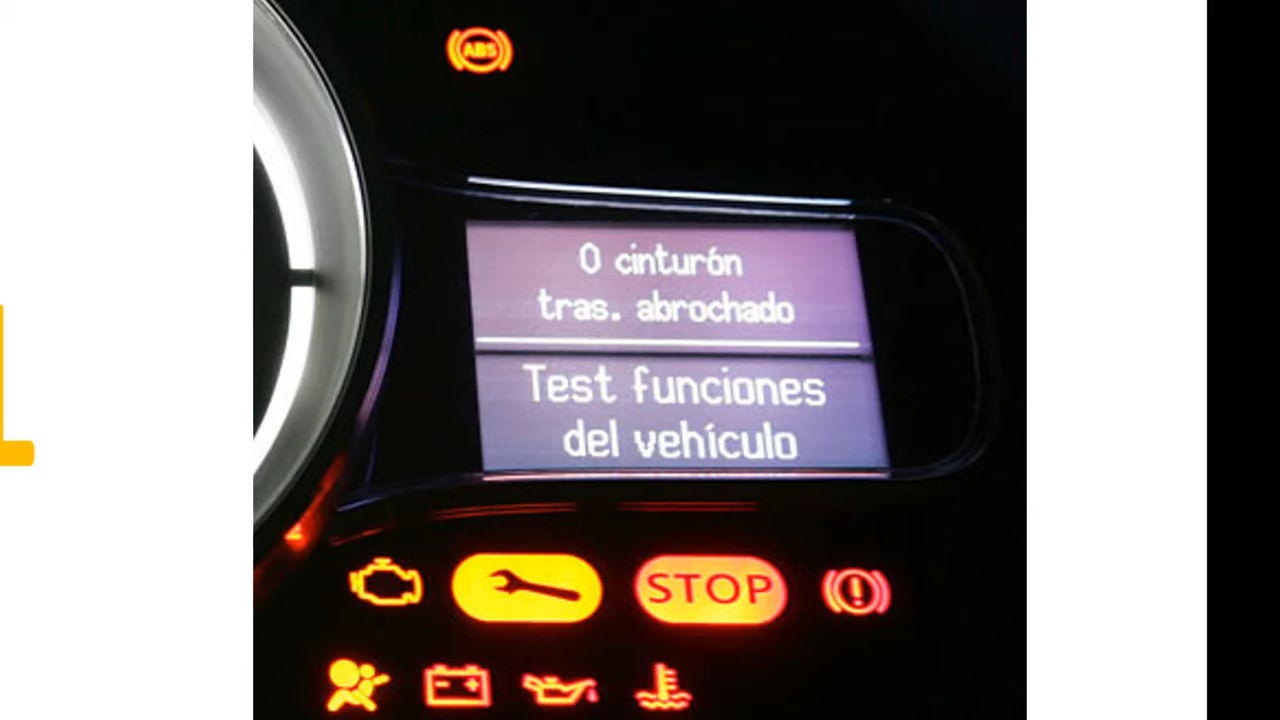 ABS
0 cinturón
tras. abrochado
Test funciones
del vehículo
STOP